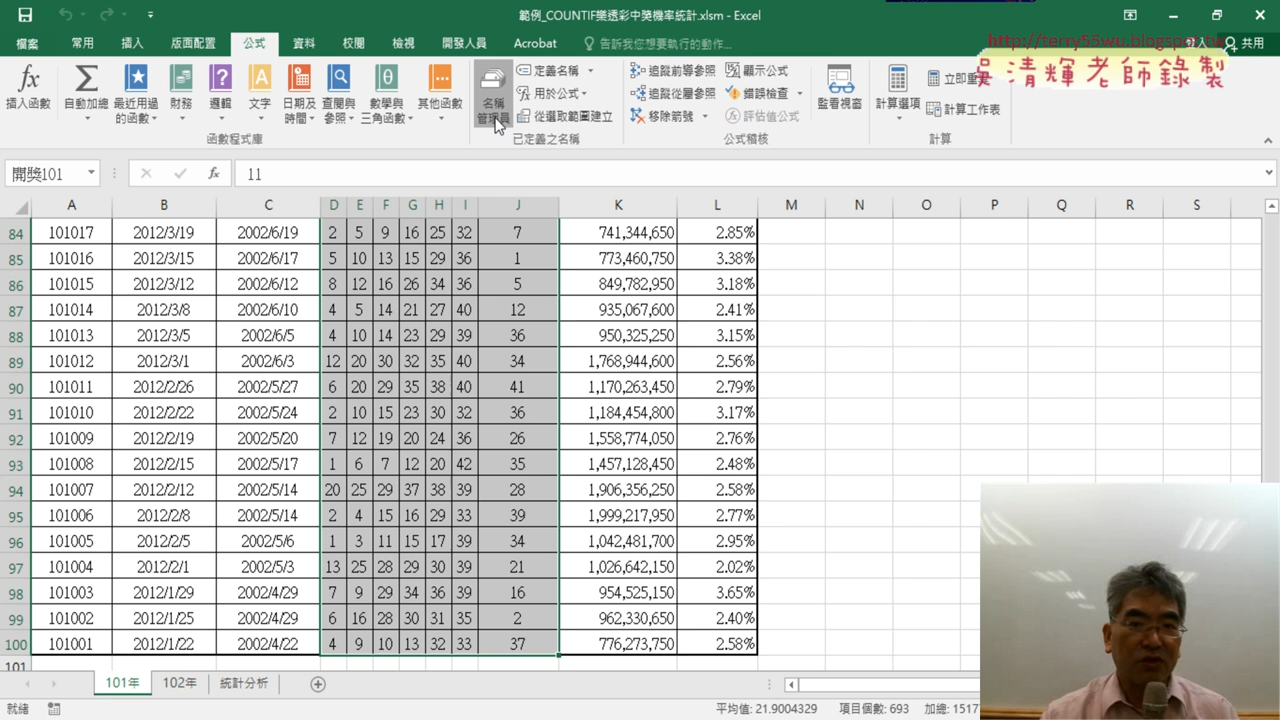 範例_COUNTIF樂透彩中獎機率統計.xlsm - Excel
檔案 常用 插入 版面配置 公式 資料 校閱 檢視 開發人員 Acrobat 告訴我您想要執行的動作... 登入 共用
http://terry55wu.blogspot.tw
吳清輝老師錄製
插入函數 自動加總 最近用過的函數 財務 邏輯 文字 日期及時間 查閱與參照 數學與三角函數 其他函數 名稱管理員 定義名稱 用於公式 從選取範圍建立 追蹤前導參照 追蹤從屬參照 移除箭號 顯示公式 錯誤檢查 評估值公式 監看視窗 計算選項 立即重算 計算工作表
函數程式庫 已定義之名稱 公式稽核 計算
開獎101 fx 11
A B C D E F G H I J K L M N O P Q R S
84 101017 2012/3/19 2002/6/19 2 5 9 16 25 32 7 741,344,650 2.85%
85 101016 2012/3/15 2002/6/17 5 10 13 15 29 36 1 773,460,750 3.38%
86 101015 2012/3/12 2002/6/12 8 12 16 26 34 36 5 849,782,950 3.18%
87 101014 2012/3/8 2002/6/10 4 5 14 21 27 40 12 935,067,600 2.41%
88 101013 2012/3/5 2002/6/5 4 10 14 23 29 39 36 950,325,250 3.15%
89 101012 2012/3/1 2002/6/3 12 20 30 32 35 40 34 1,768,944,600 2.56%
90 101011 2012/2/26 2002/5/27 6 20 29 35 38 40 41 1,170,263,450 2.79%
91 101010 2012/2/22 2002/5/24 2 10 15 23 30 32 36 1,184,454,800 3.17%
92 101009 2012/2/19 2002/5/20 7 12 19 20 24 36 26 1,558,774,050 2.76%
93 101008 2012/2/15 2002/5/17 1 6 7 12 20 42 35 1,457,128,450 2.48%
94 101007 2012/2/12 2002/5/14 20 25 29 37 38 39 28 1,906,356,250 2.58%
95 101006 2012/2/8 2002/5/14 2 4 15 16 29 33 39 1,999,217,950 2.77%
96 101005 2012/2/5 2002/5/6 1 3 11 15 17 39 34 1,042,481,700 2.95%
97 101004 2012/2/1 2002/5/3 13 25 28 29 30 39 21 1,026,642,150 2.02%
98 101003 2012/1/29 2002/4/29 7 9 29 34 36 39 16 954,525,150 3.65%
99 101002 2012/1/25 2002/4/29 6 16 28 30 31 35 2 962,330,650 2.40%
100 101001 2012/1/22 2002/4/22 4 9 10 13 32 33 37 776,273,750 2.58%
101
101年 102年 統計分析
就緒 平均值: 21.9004329 項目個數: 693 加總: 1517